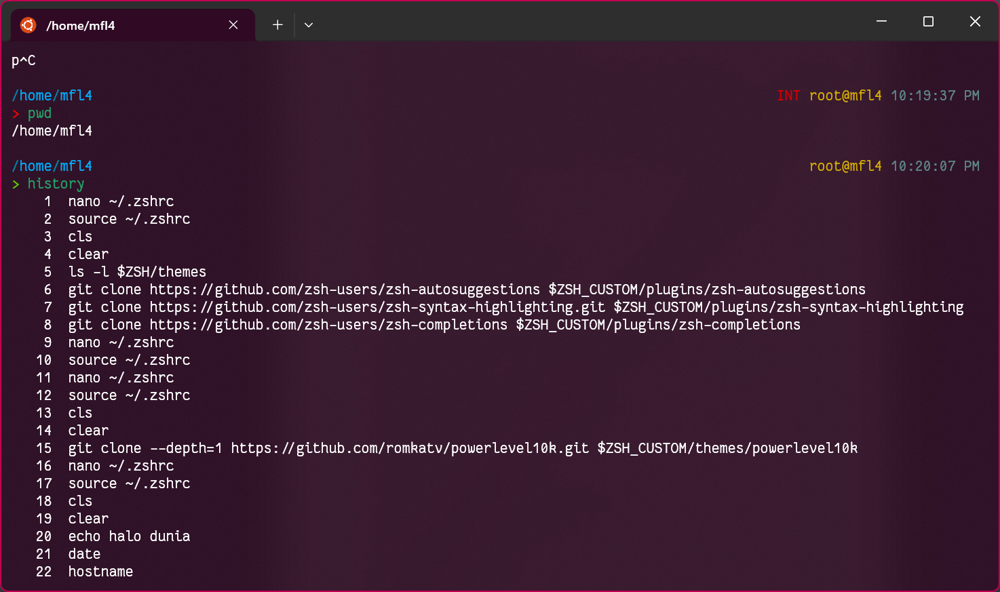 /home/mfl4
p^C
/home/mfl4 INT root@mfl4 10:19:37 PM
> pwd
/home/mfl4
/home/mfl4 root@mfl4 10:20:07 PM
> history
1 nano ~/.zshrc
2 source ~/.zshrc
3 cls
4 clear
5 ls -l $ZSH/themes
6 git clone https://github.com/zsh-users/zsh-autosuggestions $ZSH_CUSTOM/plugins/zsh-autosuggestions
7 git clone https://github.com/zsh-users/zsh-syntax-highlighting.git $ZSH_CUSTOM/plugins/zsh-syntax-highlighting
8 git clone https://github.com/zsh-users/zsh-completions $ZSH_CUSTOM/plugins/zsh-completions
9 nano ~/.zshrc
10 source ~/.zshrc
11 nano ~/.zshrc
12 source ~/.zshrc
13 cls
14 clear
15 git clone --depth=1 https://github.com/romkatv/powerlevel10k.git $ZSH_CUSTOM/themes/powerlevel10k
16 nano ~/.zshrc
17 source ~/.zshrc
18 cls
19 clear
20 echo halo dunia
21 date
22 hostname